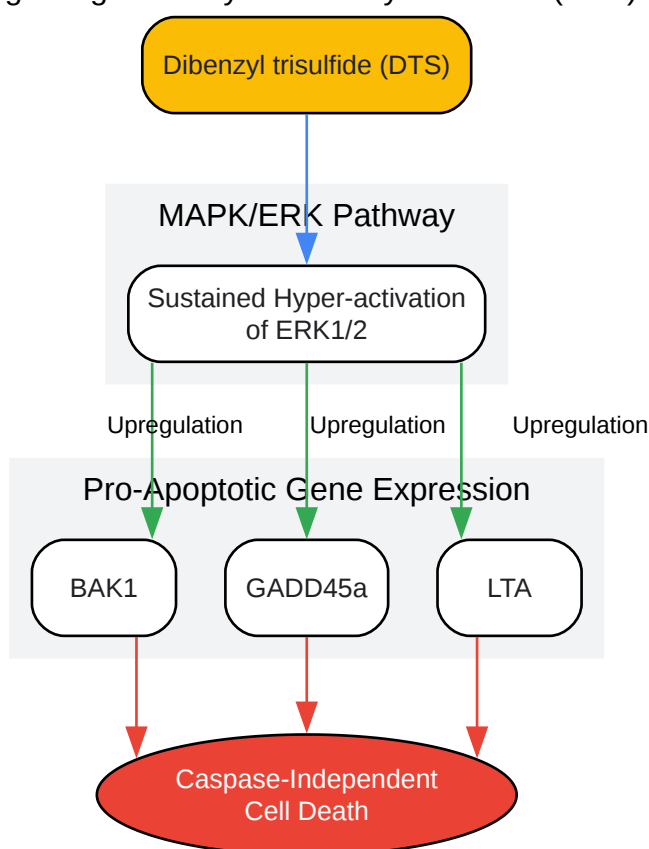 Dibenzyl trisulfide (DTS)
MAPK/ERK Pathway
Sustained Hyper-activation
of ERK1/2
Upregulation Upregulation Upregulation
Pro-Apoptotic Gene Expression
BAK1 GADD45a LTA
Caspase-Independent
Cell Death